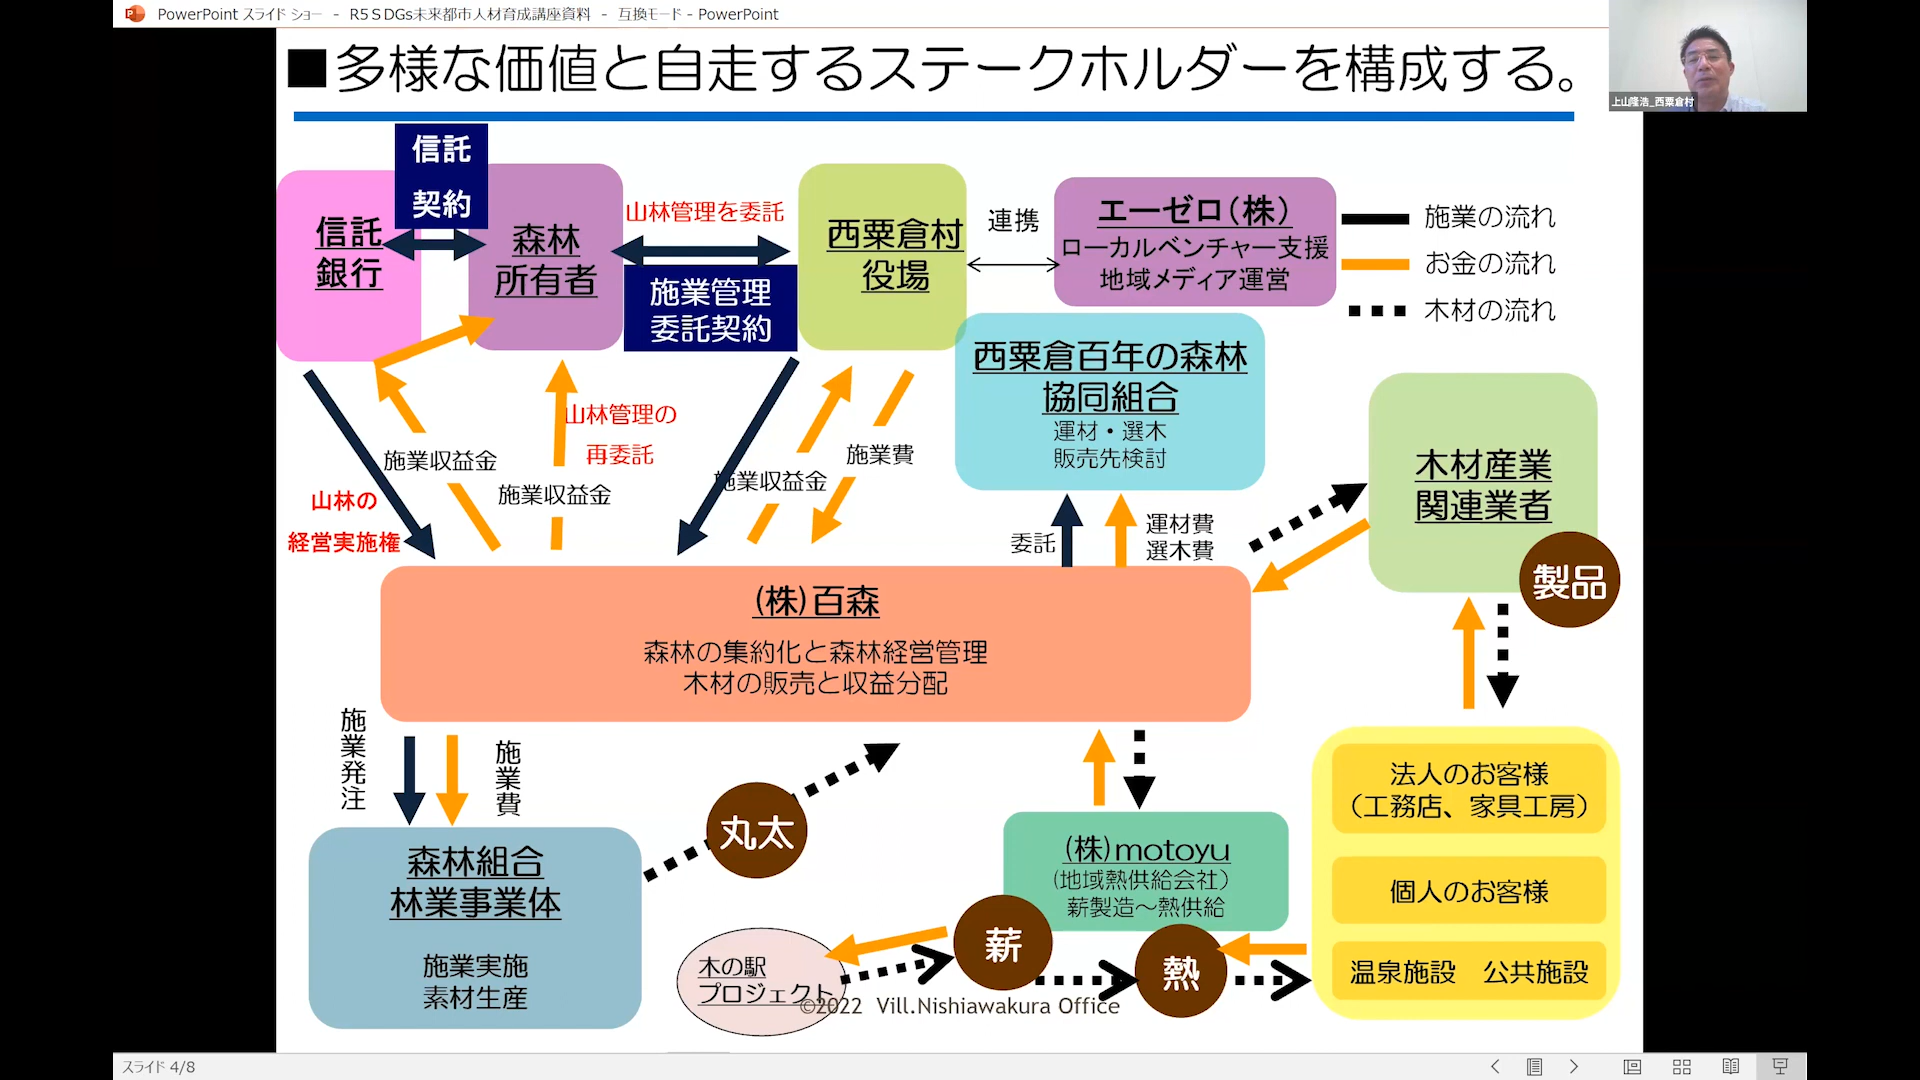 PowerPoint スライド ショー - R5ＳDGs未来都市人材育成講座資料 - 互換モード - PowerPoint
■多様な価値と自走するステークホルダーを構成する。
上山隆浩_西粟倉村
信託
契約
信託
銀行
森林
所有者
山林管理を委託
施業管理
委託契約
西粟倉村
役場
連携
エーゼロ（株）
ローカルベンチャー支援
地域メディア運営
施業の流れ
お金の流れ
木材の流れ
西粟倉百年の森林
協同組合
運材・選木
販売先検討
木材産業
関連業者
製品
山林の
経営実施権
施業収益金
施業収益金
山林管理の
再委託
施業収益金
施業費
委託
運材費
選木費
（株）百森
森林の集約化と森林経営管理
木材の販売と収益分配
施業発注
施業費
森林組合
林業事業体
施業実施
素材生産
丸太
（株）motoyu
（地域熱供給会社）
薪製造～熱供給
薪
熱
木の駅
プロジェクト
法人のお客様
（工務店、家具工房）
個人のお客様
温泉施設　公共施設
©2022 Vill.Nishiawakura Office
スライド 4/8